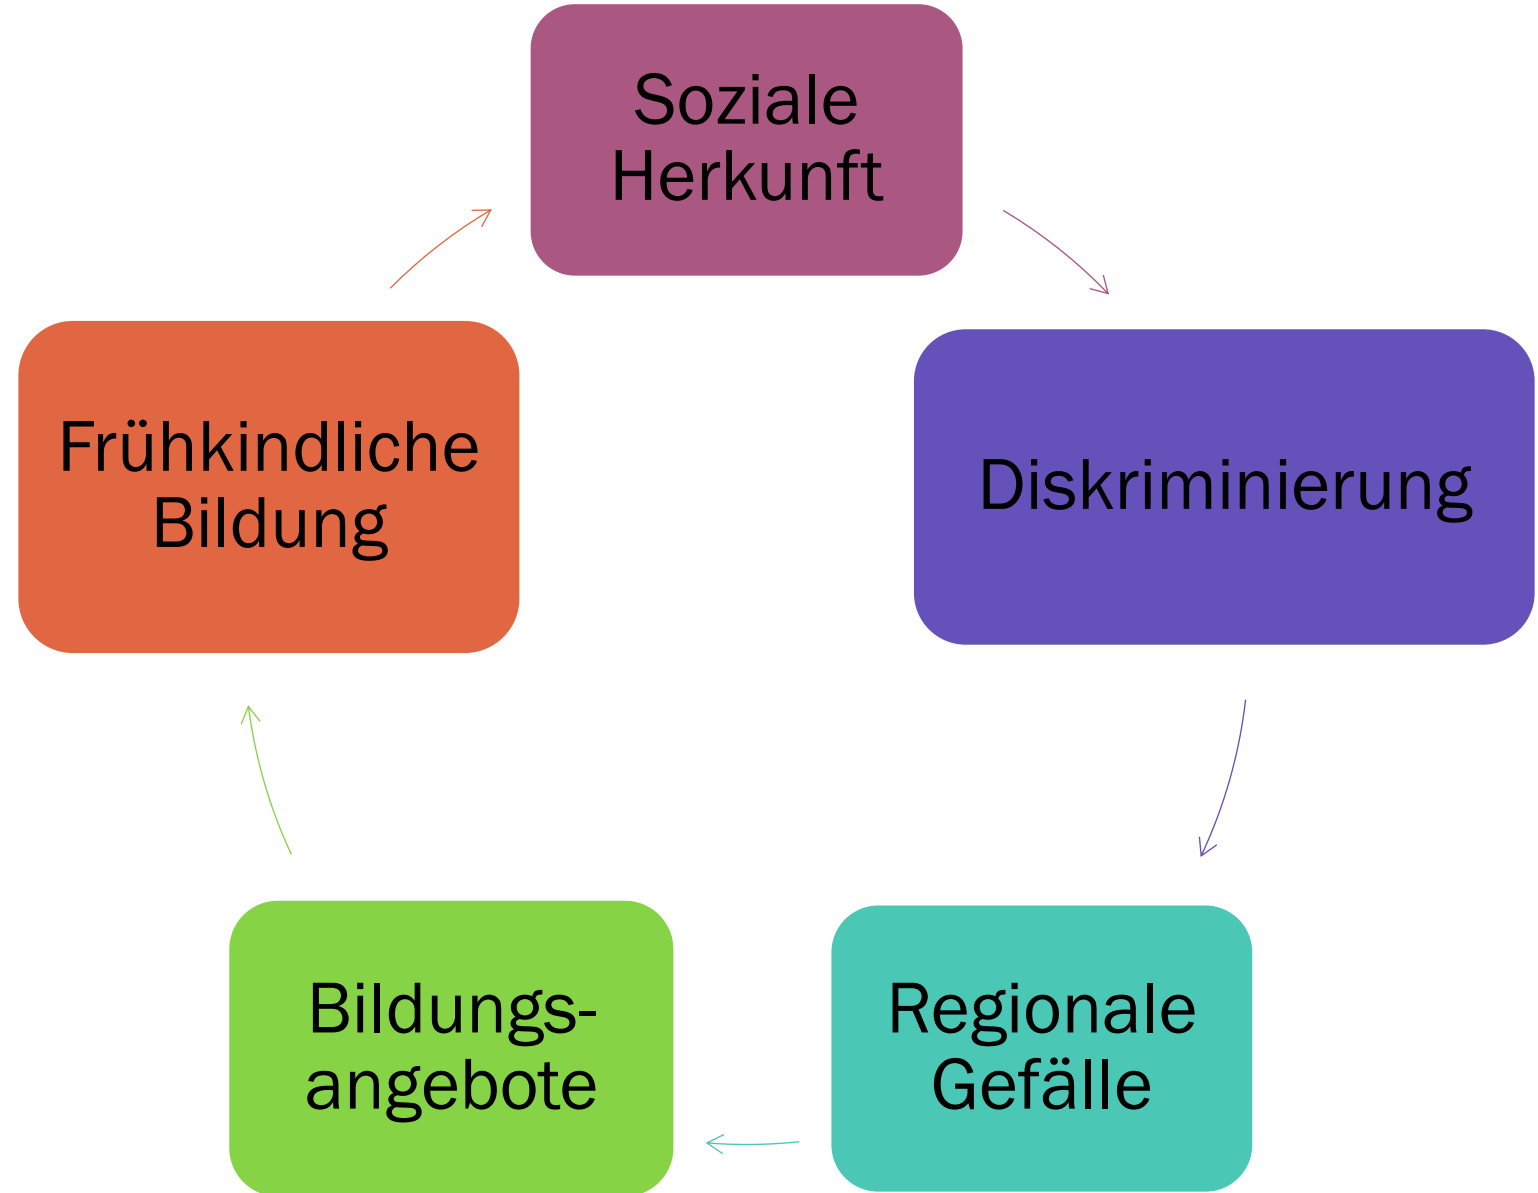 Soziale
Herkunft
Diskriminierung
Regionale
Gefälle
Bildungs-
angebote
Frühkindliche
Bildung